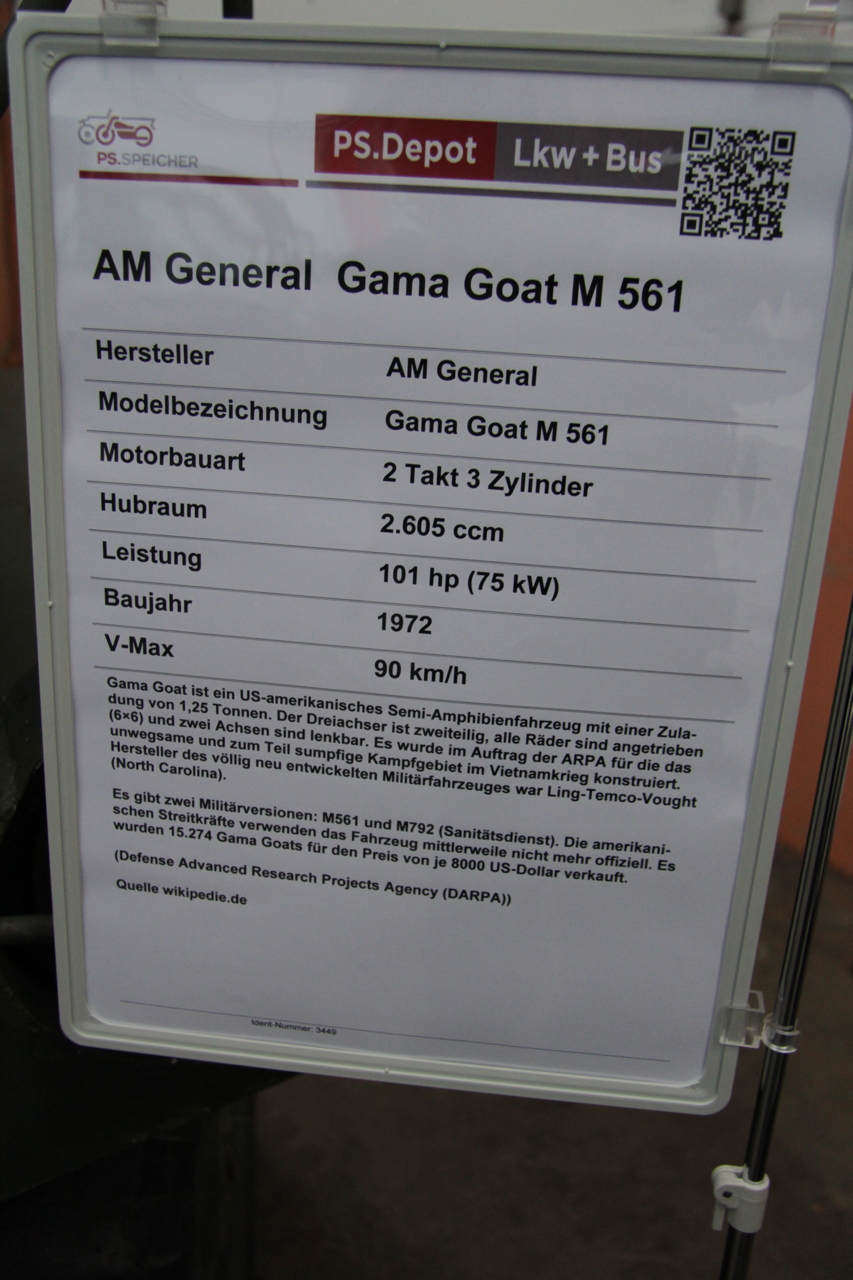 PS.SPEICHER
PS.Depot Lkw + Bus
AM General Gama Goat M 561
Hersteller AM General
Modelbezeichnung Gama Goat M 561
Motorbauart 2 Takt 3 Zylinder
Hubraum 2.605 ccm
Leistung 101 hp (75 kW)
Baujahr 1972
V-Max 90 km/h
Gama Goat ist ein US-amerikanisches Semi-Amphibienfahrzeug mit einer Zula-
dung von 1,25 Tonnen. Der Dreiachser ist zweiteilig, alle Räder sind angetrieben
(6×6) und zwei Achsen sind lenkbar. Es wurde im Auftrag der ARPA für die das
unwegsame und zum Teil sumpfige Kampfgebiet im Vietnamkrieg konstruiert.
Hersteller des völlig neu entwickelten Militärfahrzeuges war Ling-Temco-Vought
(North Carolina).
Es gibt zwei Militärversionen: M561 und M792 (Sanitätsdienst). Die amerikani-
schen Streitkräfte verwenden das Fahrzeug mittlerweile nicht mehr offiziell. Es
wurden 15.274 Gama Goats für den Preis von je 8000 US-Dollar verkauft.
(Defense Advanced Research Projects Agency (DARPA))
Quelle wikipedie.de
Ident-Nummer: 3449